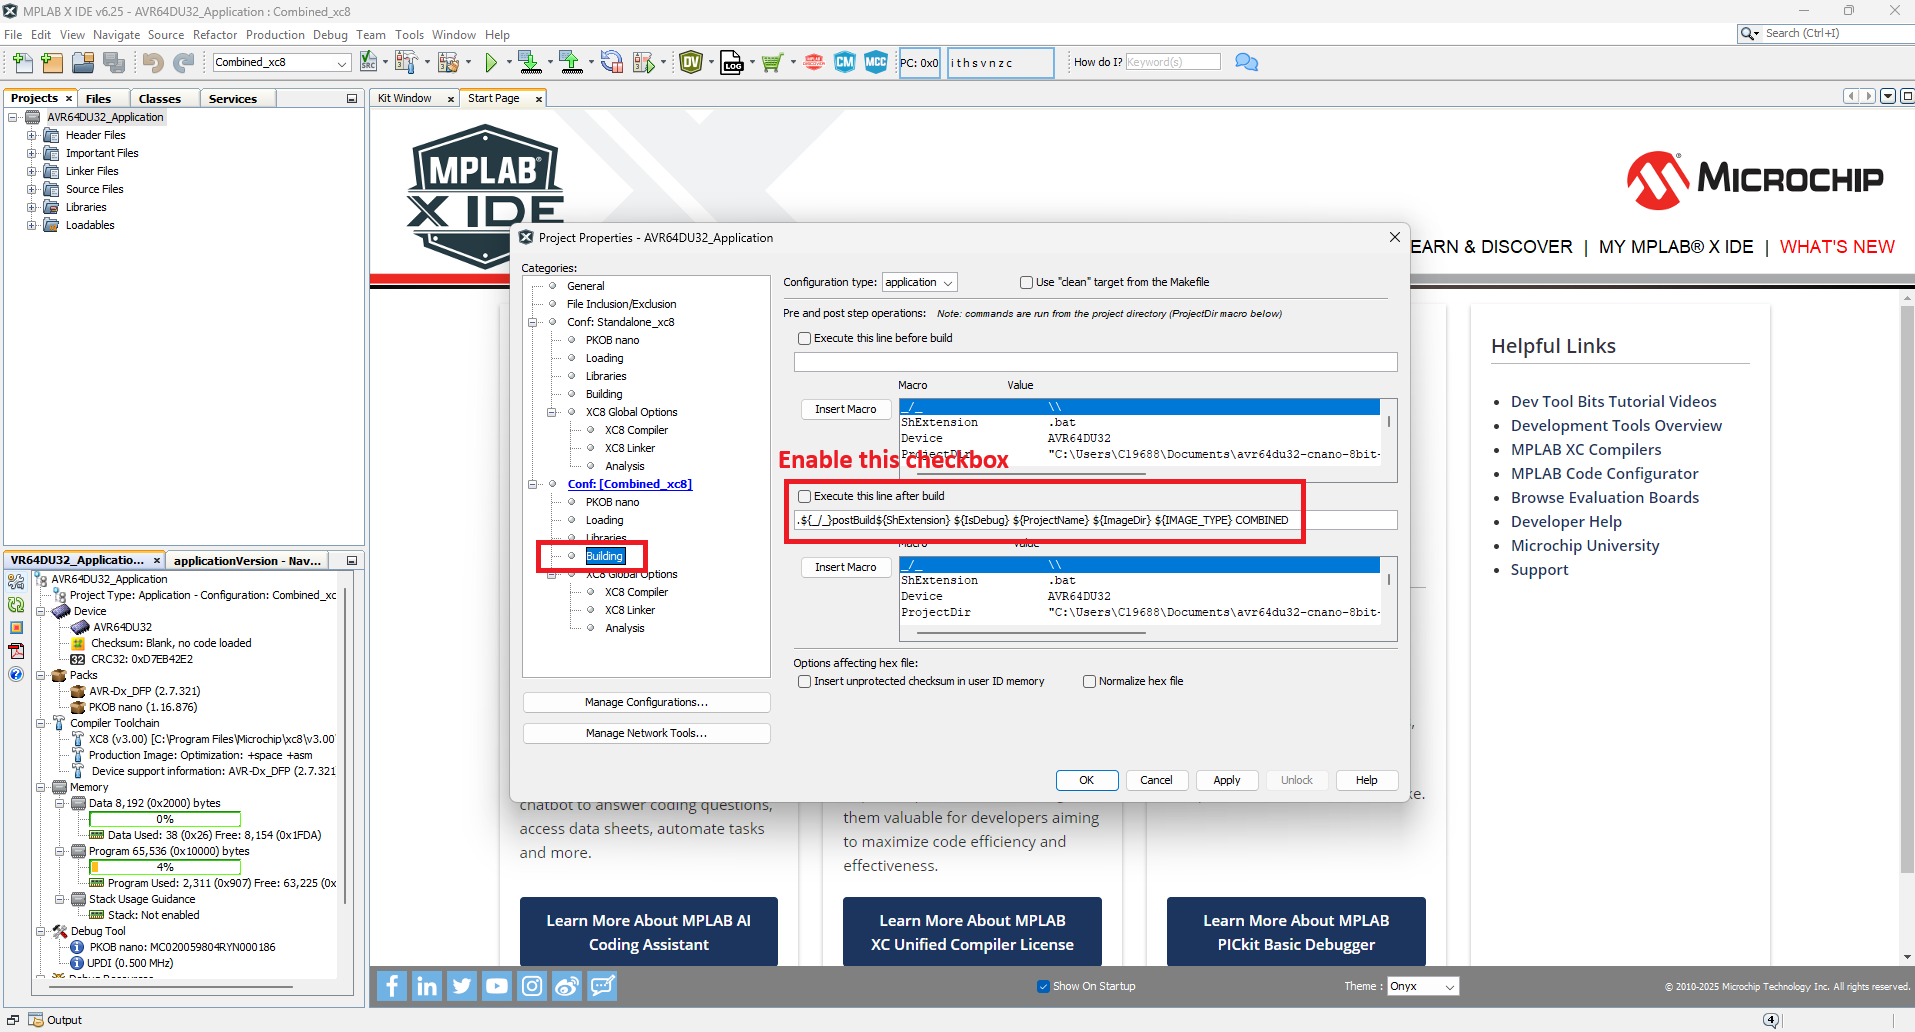 MPLAB X IDE v6.25 - AVR64DU32_Application : Combined_xc8
File Edit View Navigate Source Refactor Production Debug Team Tools Window Help
Search (Ctrl+I)
Combined_xc8
PC: 0x0
i t h s v n z c
How do I? Keyword(s)
Projects
Files
Classes
Services
Kit Window
Start Page
AVR64DU32_Application
Header Files
Important Files
Linker Files
Source Files
Libraries
Loadables
MPLAB
X IDE
MICROCHIP
EARN & DISCOVER | MY MPLAB® X IDE | WHAT'S NEW
Project Properties - AVR64DU32_Application
Categories:
General
File Inclusion/Exclusion
Conf: Standalone_xc8
PKOB nano
Loading
Libraries
Building
XC8 Global Options
XC8 Compiler
XC8 Linker
Analysis
Conf: [Combined_xc8]
PKOB nano
Loading
Libraries
Building
XC8 Global Options
XC8 Compiler
XC8 Linker
Analysis
Manage Configurations...
Manage Network Tools...
Configuration type: application
Use "clean" target from the Makefile
Pre and post step operations: Note: commands are run from the project directory (ProjectDir macro below)
Execute this line before build
Macro Value
Insert Macro
_/_ \\
ShExtension .bat
Device AVR64DU32
ProjectDir "C:\Users\C19688\Documents\avr64du32-cnano-8bit-
Enable this checkbox
Execute this line after build
.${_/_}postBuild${ShExtension} ${IsDebug} ${ProjectName} ${ImageDir} ${IMAGE_TYPE} COMBINED
Macro Value
Insert Macro
_/_ \\
ShExtension .bat
Device AVR64DU32
ProjectDir "C:\Users\C19688\Documents\avr64du32-cnano-8bit-
Options affecting hex file:
Insert unprotected checksum in user ID memory
Normalize hex file
OK
Cancel
Apply
Unlock
Help
Helpful Links
Dev Tool Bits Tutorial Videos
Development Tools Overview
MPLAB XC Compilers
MPLAB Code Configurator
Browse Evaluation Boards
Developer Help
Microchip University
Support
VR64DU32_Applicatio...
applicationVersion - Nav...
AVR64DU32_Application
Project Type: Application - Configuration: Combined_xc
Device
AVR64DU32
Checksum: Blank, no code loaded
CRC32: 0xD7EB42E2
Packs
AVR-Dx_DFP (2.7.321)
PKOB nano (1.16.876)
Compiler Toolchain
XC8 (v3.00) [C:\Program Files\Microchip\xc8\v3.00
Production Image: Optimization: +space +asm
Device support information: AVR-Dx_DFP (2.7.321
Memory
Data 8,192 (0x2000) bytes
0%
Data Used: 38 (0x26) Free: 8,154 (0x1FDA)
Program 65,536 (0x10000) bytes
4%
Program Used: 2,311 (0x907) Free: 63,225 (0x
Stack Usage Guidance
Stack: Not enabled
Debug Tool
PKOB nano: MC020059804RYN000186
UPDI (0.500 MHz)
chatbot to answer coding questions,
access data sheets, automate tasks
and more.
them valuable for developers aiming
to maximize code efficiency and
effectiveness.
ke.
Learn More About MPLAB AI
Coding Assistant
Learn More About MPLAB
XC Unified Compiler License
Learn More About MPLAB
PICkit Basic Debugger
Show On Startup
Theme : Onyx
© 2010-2025 Microchip Technology Inc. All rights reserved.
Output
4